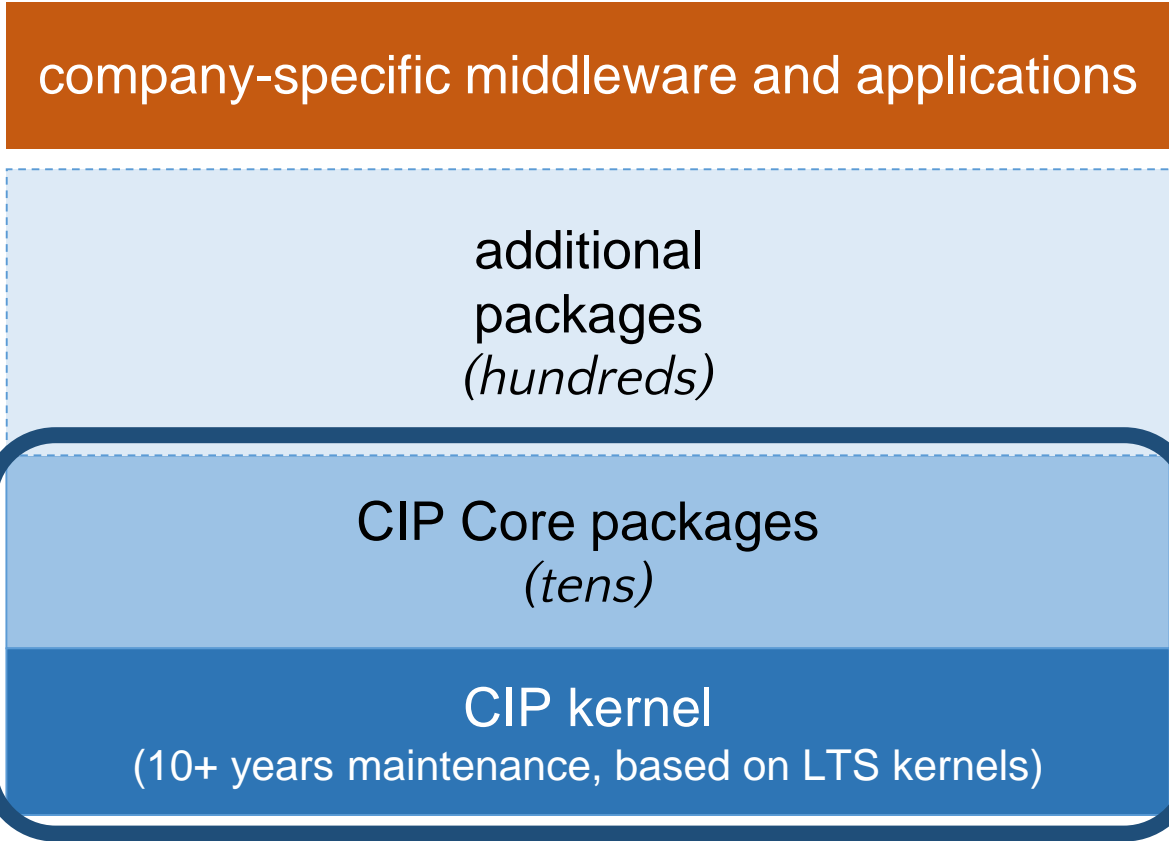 company-specific middleware and applications
additional
packages
(hundreds)
CIP Core packages
(tens)
CIP kernel
(10+ years maintenance, based on LTS kernels)